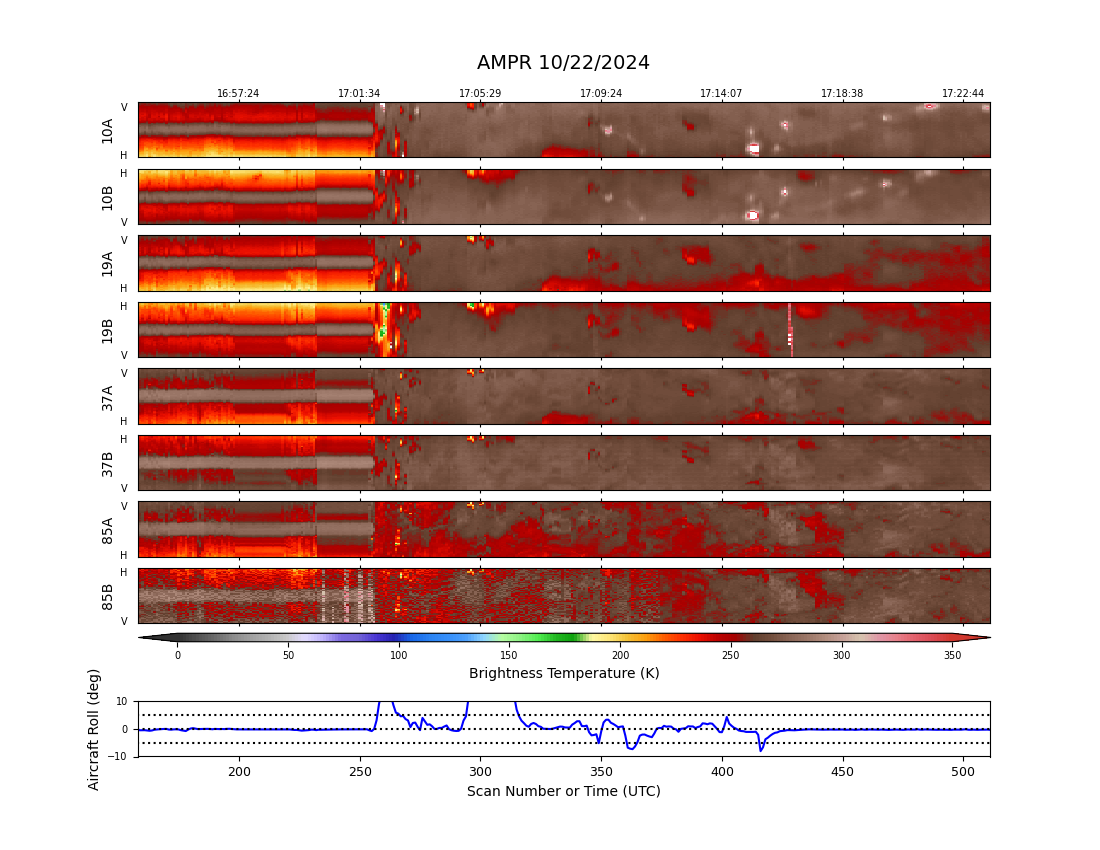 AMPR 10/22/2024
16:57:24 17:01:34 17:05:29 17:09:24 17:14:07 17:18:38 17:22:44
V
10A
H
H
10B
V
V
19A
H
H
19B
V
V
37A
H
H
37B
V
V
85A
H
H
85B
V
0 50 100 150 200 250 300 350
Brightness Temperature (K)
Aircraft Roll (deg)
10
0
−10
200 250 300 350 400 450 500
Scan Number or Time (UTC)